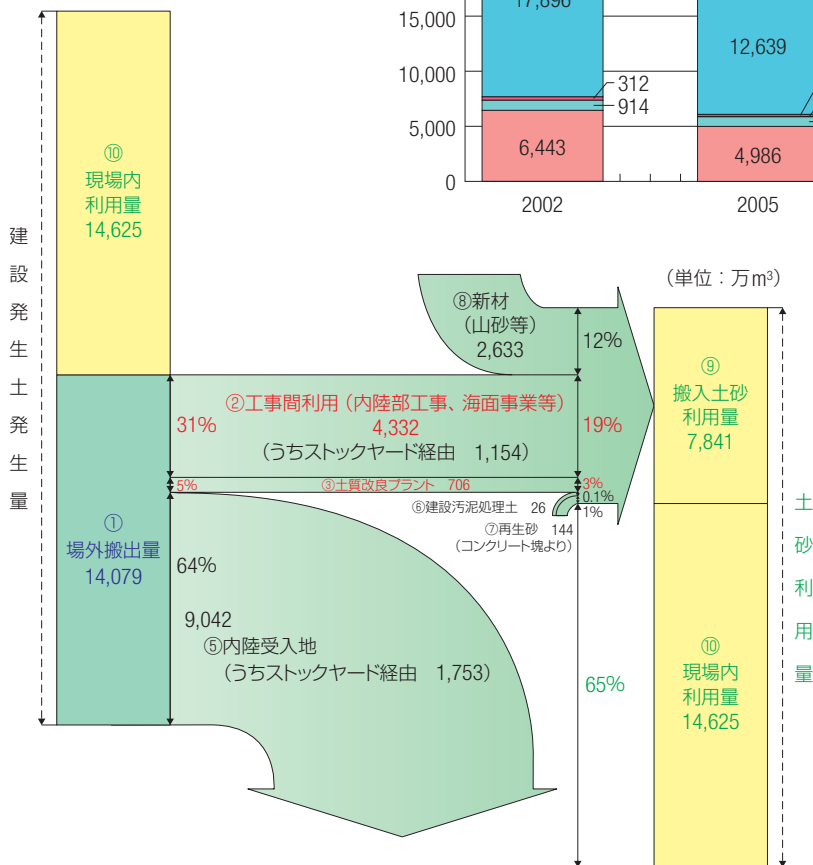 15,000
10,000
5,000
0
17,896
312
914
6,443
12,639
4,986
2002
2005
(単位：万m³)
建設発生土発生量
⑩
現場内
利用量
14,625
①
場外搬出量
14,079
⑧新材
(山砂等)
2,633
12%
31%
②工事間利用（内陸部工事、海面事業等）
4,332
(うちストックヤード経由　1,154)
19%
5%
③土質改良プラント　706
3%
0.1%
⑥建設汚泥処理土　26
1%
⑦再生砂　144
(コンクリート塊より)
64%
9,042
⑤内陸受入地
(うちストックヤード経由　1,753)
65%
⑨
搬入土砂
利用量
7,841
⑩
現場内
利用量
14,625
土砂利用量